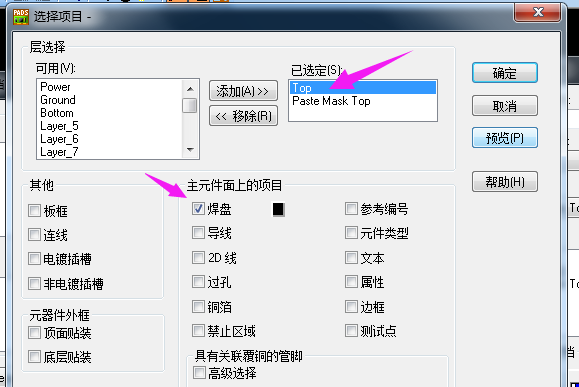 PADS
选择项目 -
层选择
可用(V):
Power
Ground
Bottom
Layer_5
Layer_6
Layer_7
添加(A) >>
<< 移除(R)
已选定(S):
Top
Paste Mask Top
确定
取消
预览(P)
帮助(H)
其他
板框
连线
电镀插槽
非电镀插槽
元器件外框
顶面贴装
底层贴装
主元件面上的项目
焊盘
导线
2D 线
过孔
铜箔
禁止区域
参考编号
元件类型
文本
属性
边框
测试点
具有关联覆铜的管脚
高级选择